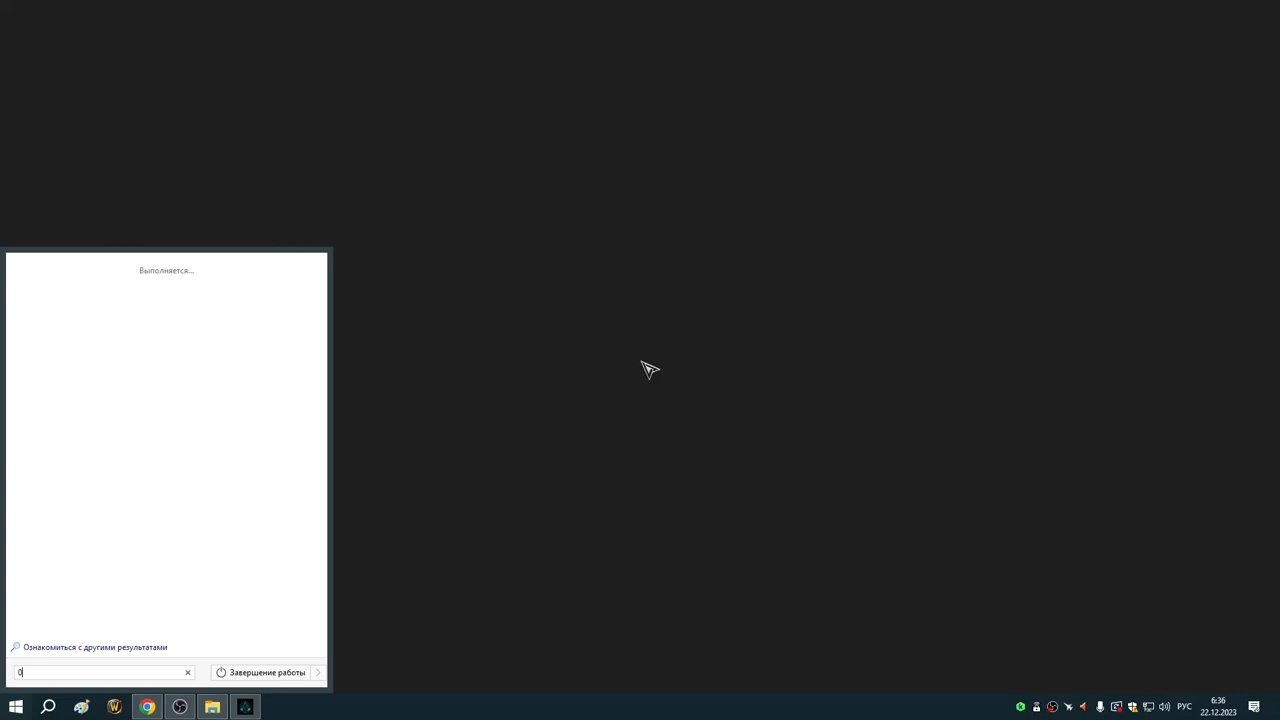 Выполняется...
Ознакомиться с другими результатами
0
Завершение работы
W
РУС
6:36
22.12.2023